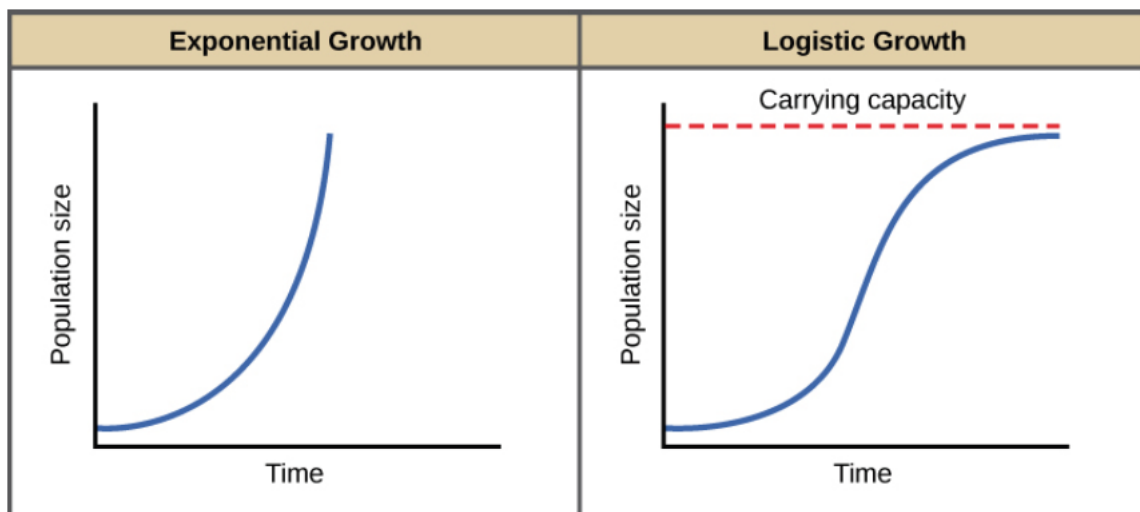 Exponential Growth
Logistic Growth
Population size
Time
Carrying capacity
Population size
Time